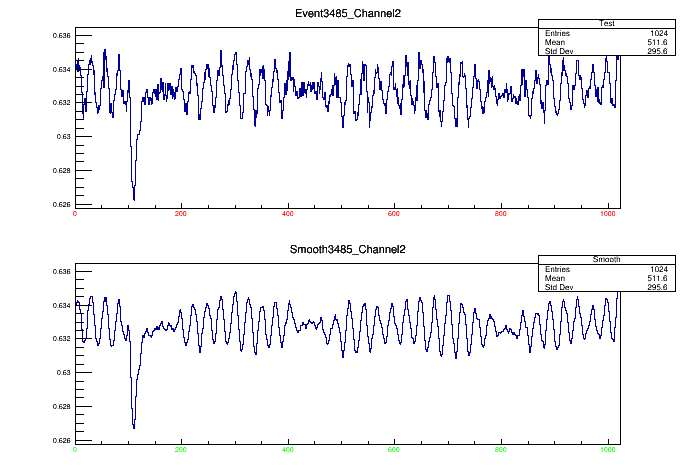 Event3485_Channel2
Test
Entries 1024
Mean 511.6
Std Dev 295.6
0.636
0.634
0.632
0.63
0.628
0.626
0 200 400 600 800 1000
Smooth3485_Channel2
Smooth
Entries 1024
Mean 511.6
Std Dev 295.6
0.636
0.634
0.632
0.63
0.628
0.626
0 200 400 600 800 1000